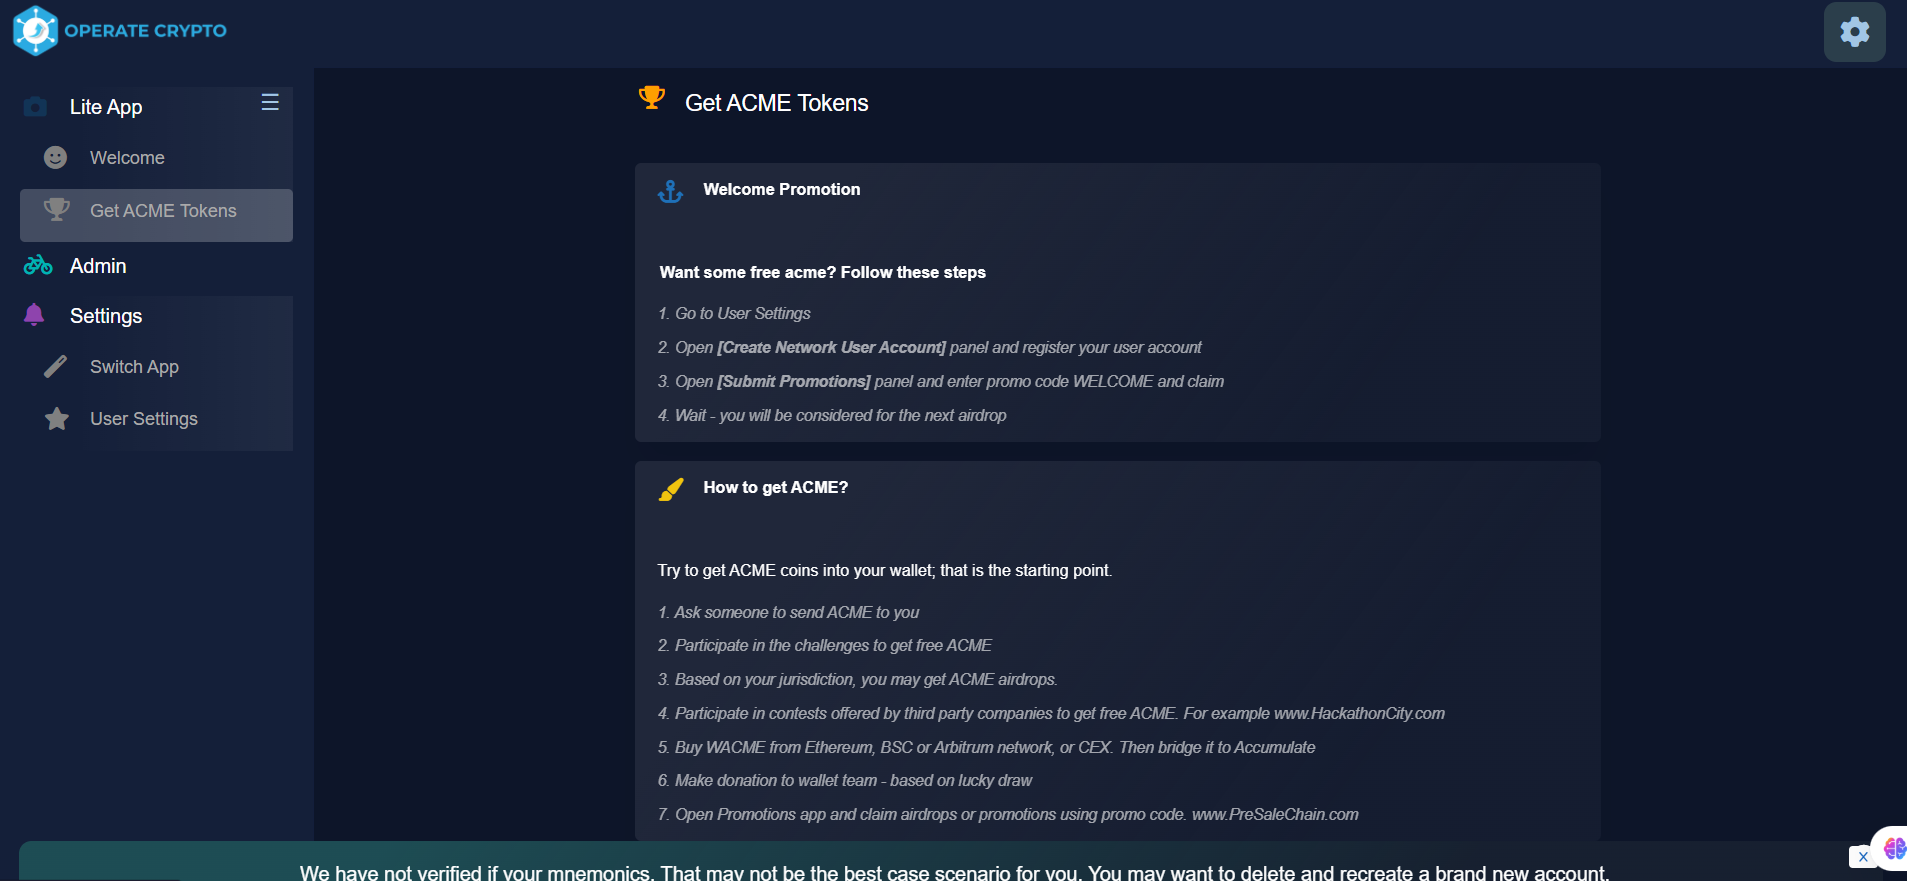 OPERATE CRYPTO
Lite App
Welcome
Get ACME Tokens
Admin
Settings
Switch App
User Settings
Get ACME Tokens
Welcome Promotion
Want some free acme? Follow these steps
1. Go to User Settings
2. Open [Create Network User Account] panel and register your user account
3. Open [Submit Promotions] panel and enter promo code WELCOME and claim
4. Wait - you will be considered for the next airdrop
How to get ACME?
Try to get ACME coins into your wallet; that is the starting point.
1. Ask someone to send ACME to you
2. Participate in the challenges to get free ACME
3. Based on your jurisdiction, you may get ACME airdrops.
4. Participate in contests offered by third party companies to get free ACME. For example www.HackathonCity.com
5. Buy WACME from Ethereum, BSC or Arbitrum network, or CEX. Then bridge it to Accumulate
6. Make donation to wallet team - based on lucky draw
7. Open Promotions app and claim airdrops or promotions using promo code. www.PreSaleChain.com
X
We have not verified if your mnemonics. That may not be the best case scenario for you. You may want to delete and recreate a brand new account.